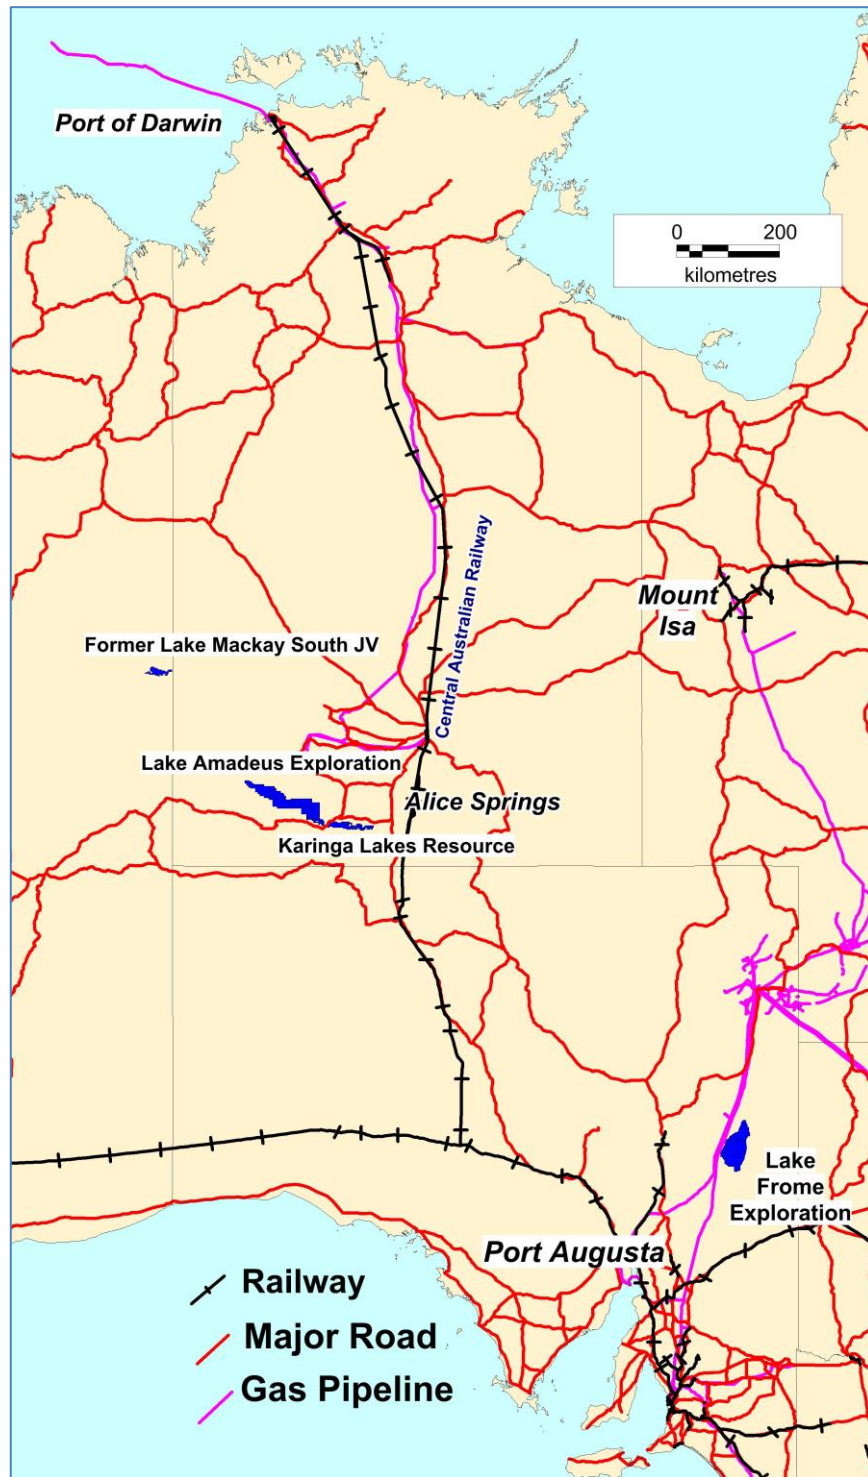 Port of Darwin
0 200
kilometres
Central Australian Railway
Mount
Isa
Former Lake Mackay South JV
Lake Amadeus Exploration
Alice Springs
Karinga Lakes Resource
Lake
Frome
Exploration
Port Augusta
Railway
Major Road
Gas Pipeline